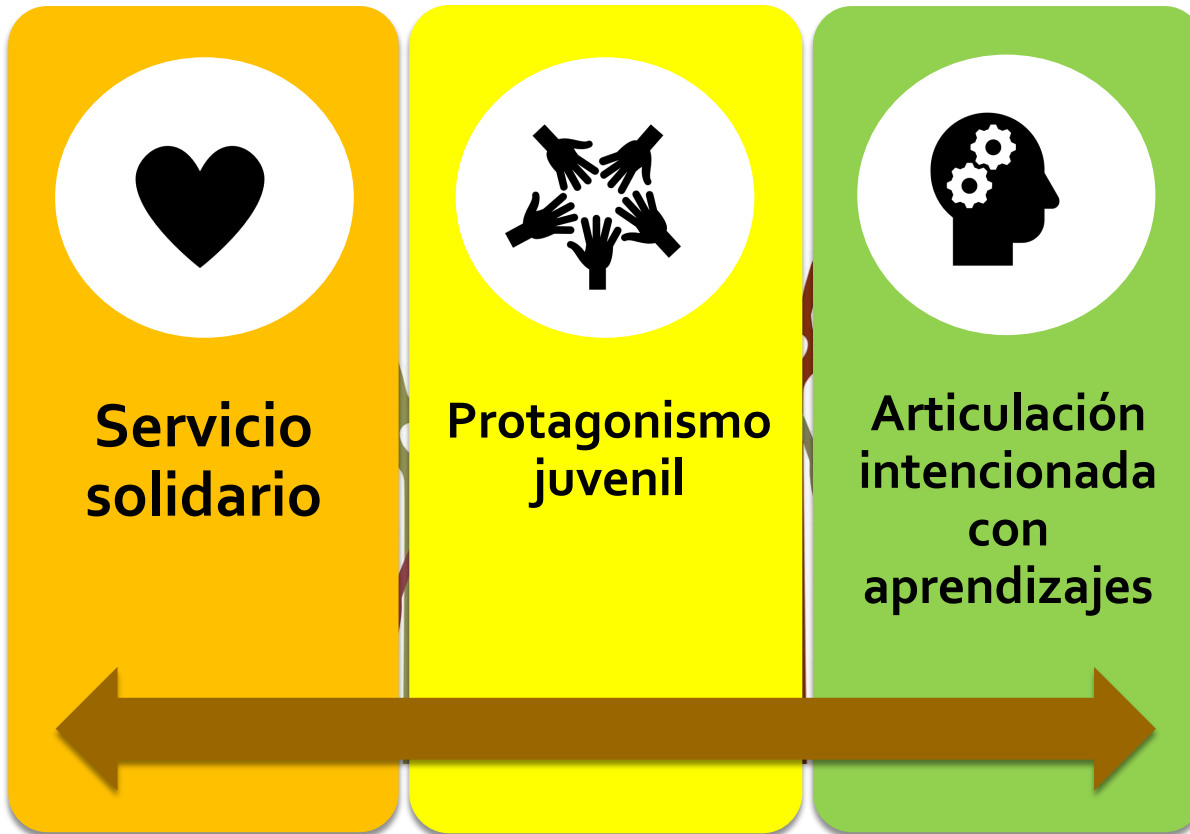 Servicio
solidario
Protagonismo
juvenil
Articulación
intencionada
con
aprendizajes